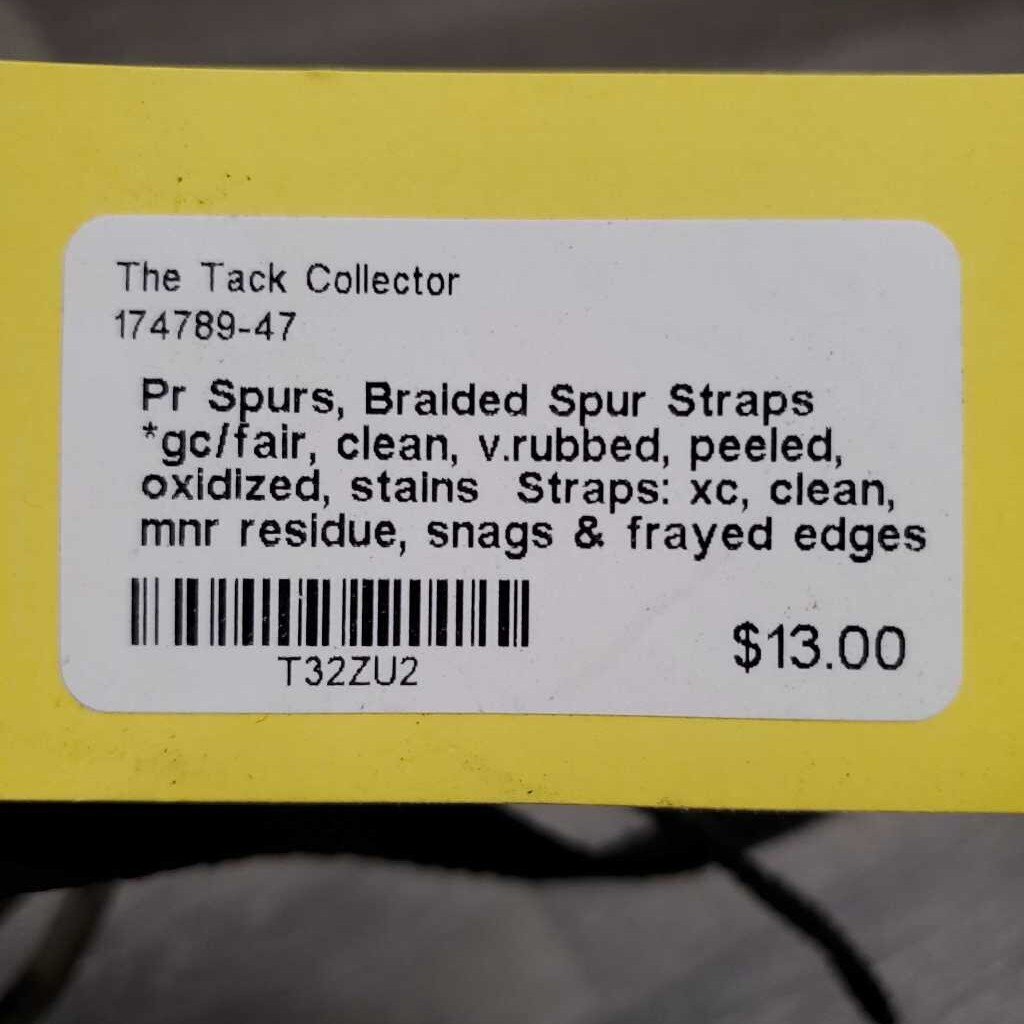 The Tack Collector
174789-47
Pr Spurs, Braided Spur Straps
*gc/fair, clean, v.rubbed, peeled,
oxidized, stains  Straps: xc, clean,
mnr residue, snags & frayed edges
T32ZU2
$13.00